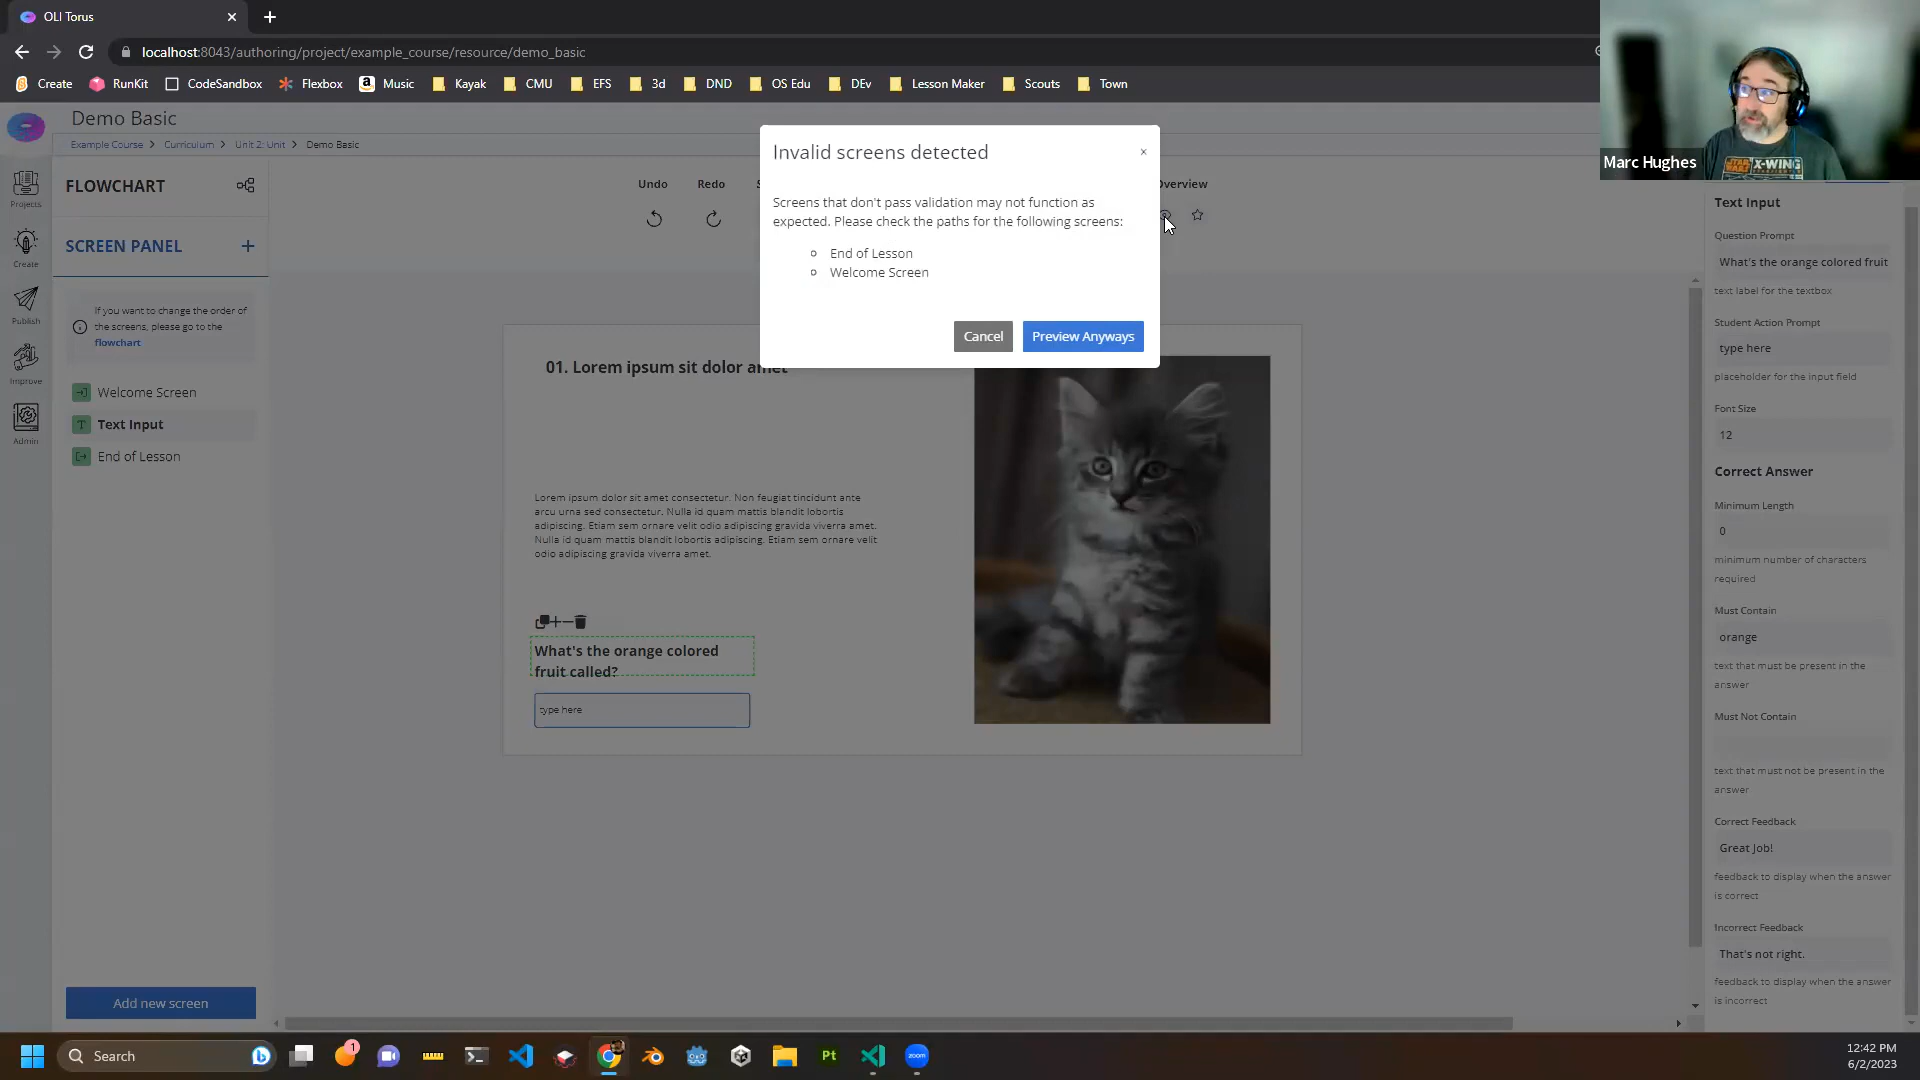 OLI Torus
localhost:8043/authoring/project/example_course/resource/demo_basic
Create RunKit CodeSandbox Flexbox Music Kayak CMU EFS 3d DND OS Edu DEv Lesson Maker Scouts Town
Marc Hughes
Demo Basic
Example Course Curriculum Unit 2: Unit Demo Basic
Projects
Create
Publish
Improve
Admin
FLOWCHART
SCREEN PANEL
If you want to change the order of
the screens, please go to the
flowchart
Welcome Screen
Text Input
End of Lesson
Add new screen
Undo Redo Overview
Invalid screens detected
Screens that don't pass validation may not function as
expected. Please check the paths for the following screens:
End of Lesson
Welcome Screen
Cancel Preview Anyways
01. Lorem ipsum sit dolor amet
Lorem ipsum dolor sit amet consectetur. Non feugiat tincidunt ante
arcu urna sed consectetur. Nulla id quam mattis blandit lobortis
adipiscing. Etiam sem ornare velit odio adipiscing gravida viverra amet.
Nulla id quam mattis blandit lobortis adipiscing. Etiam sem ornare velit
odio adipiscing gravida viverra amet.
What's the orange colored
fruit called?
type here
Text Input
Question Prompt
What's the orange colored fruit
text label for the textbox
Student Action Prompt
type here
placeholder for the input field
Font Size
12
Correct Answer
Minimum Length
0
minimum number of characters
required
Must Contain
orange
text that must be present in the
answer
Must Not Contain
text that must not be present in the
answer
Correct Feedback
Great Job!
feedback to display when the answer
is correct
Incorrect Feedback
That's not right.
feedback to display when the answer
is incorrect
STAR WARS X-WING
Search
1
Pt
zoom
12:42 PM
6/2/2023